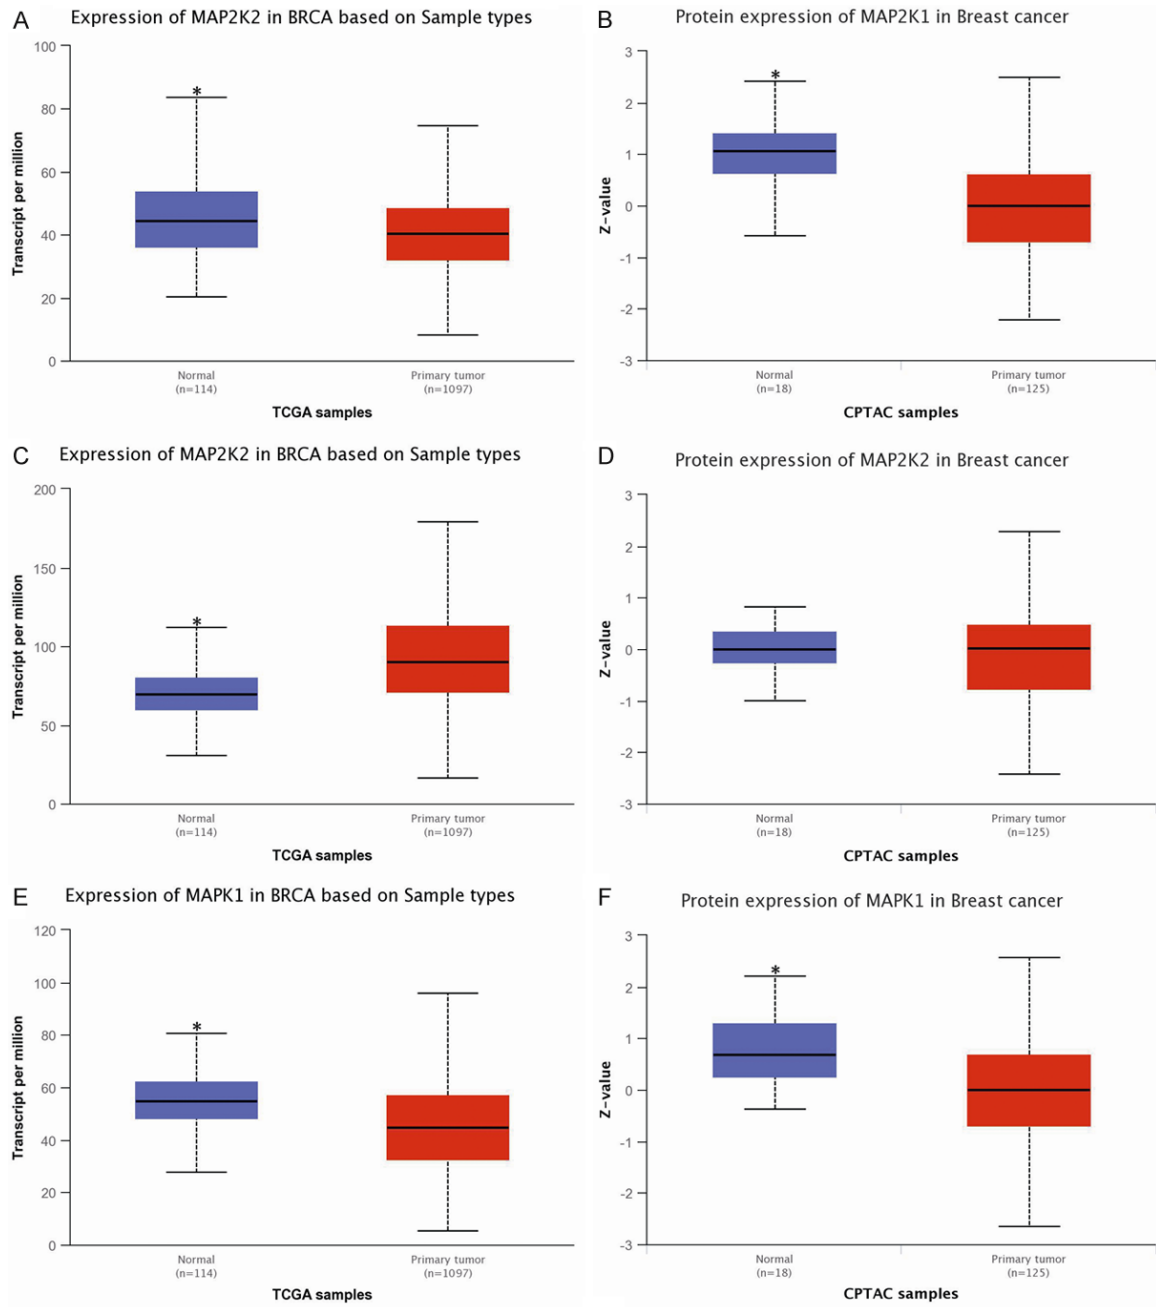 A
Expression of MAP2K2 in BRCA based on Sample types
100
80
60
40
20
0
Transcript per million
*
Normal
(n=114)
Primary tumor
(n=1097)
TCGA samples
B
Protein expression of MAP2K1 in Breast cancer
3
2
1
0
-1
-2
-3
Z-value
*
Normal
(n=18)
Primary tumor
(n=125)
CPTAC samples
C
Expression of MAP2K2 in BRCA based on Sample types
200
150
100
50
0
Transcript per million
*
Normal
(n=114)
Primary tumor
(n=1097)
TCGA samples
D
Protein expression of MAP2K2 in Breast cancer
3
2
1
0
-1
-2
-3
Z-value
Normal
(n=18)
Primary tumor
(n=125)
CPTAC samples
E
Expression of MAPK1 in BRCA based on Sample types
120
100
80
60
40
20
0
Transcript per million
*
Normal
(n=114)
Primary tumor
(n=1097)
TCGA samples
F
Protein expression of MAPK1 in Breast cancer
3
2
1
0
-1
-2
-3
Z-value
*
Normal
(n=18)
Primary tumor
(n=125)
CPTAC samples